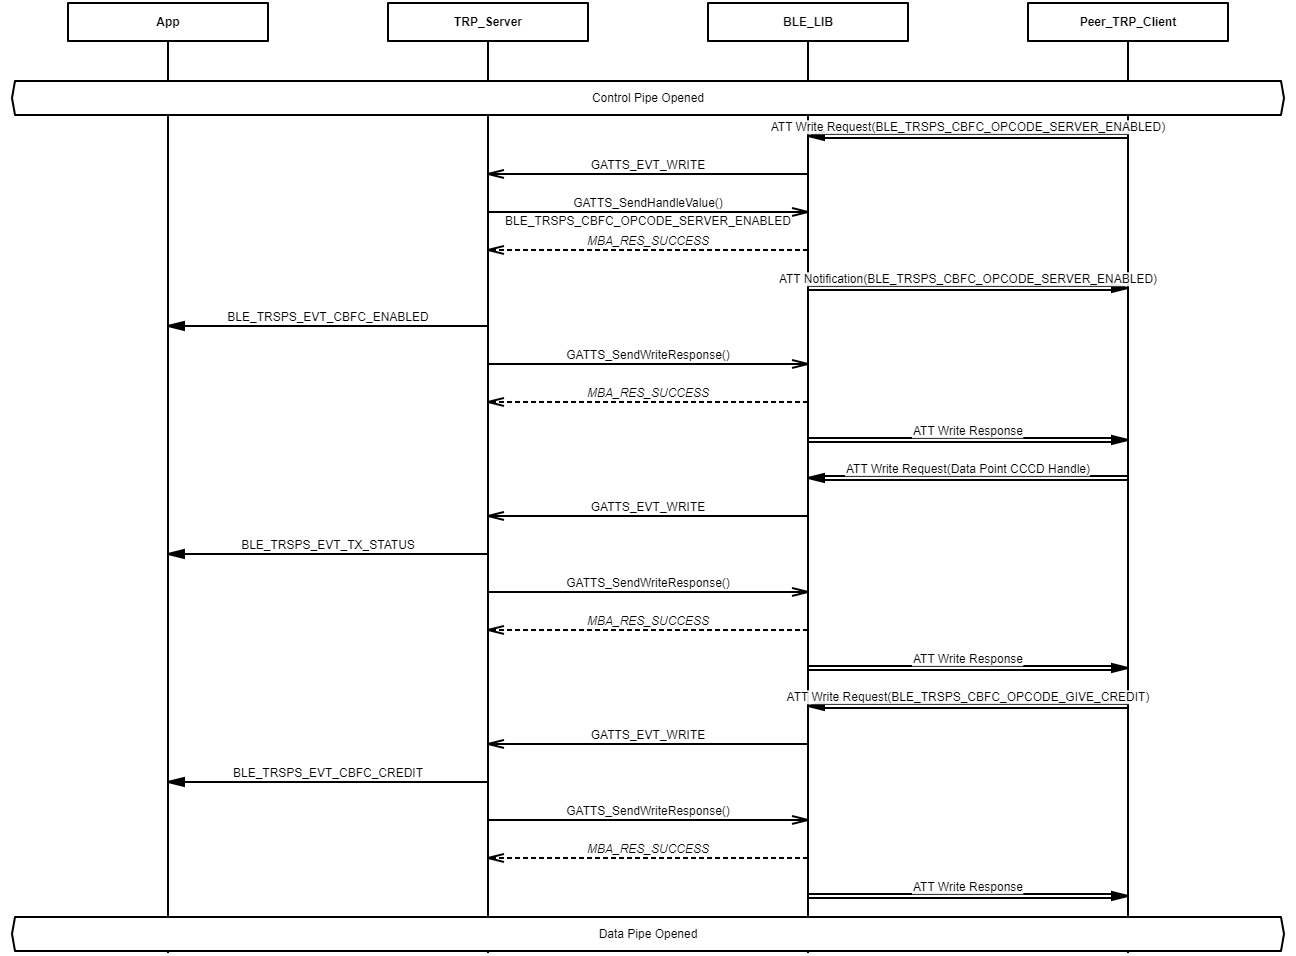 App
TRP_Server
BLE_LIB
Peer_TRP_Client
Control Pipe Opened
ATT Write Request(BLE_TRSPS_CBFC_OPCODE_SERVER_ENABLED)
GATTS_EVT_WRITE
GATTS_SendHandleValue()
BLE_TRSPS_CBFC_OPCODE_SERVER_ENABLED
MBA_RES_SUCCESS
ATT Notification(BLE_TRSPS_CBFC_OPCODE_SERVER_ENABLED)
BLE_TRSPS_EVT_CBFC_ENABLED
GATTS_SendWriteResponse()
MBA_RES_SUCCESS
ATT Write Response
ATT Write Request(Data Point CCCD Handle)
GATTS_EVT_WRITE
BLE_TRSPS_EVT_TX_STATUS
GATTS_SendWriteResponse()
MBA_RES_SUCCESS
ATT Write Response
ATT Write Request(BLE_TRSPS_CBFC_OPCODE_GIVE_CREDIT)
GATTS_EVT_WRITE
BLE_TRSPS_EVT_CBFC_CREDIT
GATTS_SendWriteResponse()
MBA_RES_SUCCESS
ATT Write Response
Data Pipe Opened